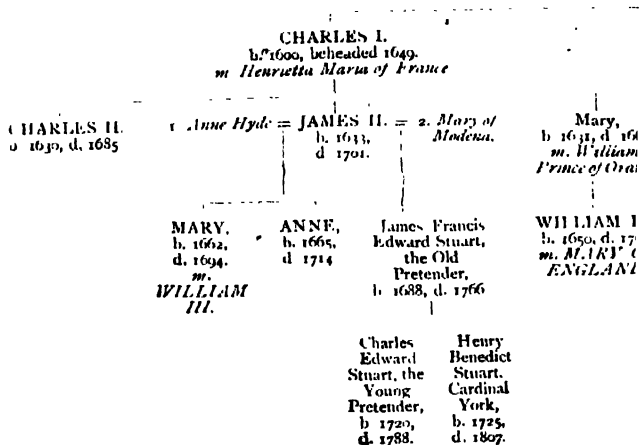 CHARLES I.
b. 1600, beheaded 1649.
m Henrietta Maria of France
CHARLES II.
b 1630, d. 1685
1. Anne Hyde = JAMES II. = 2. Mary of
Modena.
b. 1633,
d 1701.
Mary,
b 1631, d
m. William
Prince of
MARY,
b. 1662,
d. 1694.
m.
WILLIAM
III.
ANNE,
b. 1665,
d 1714
James Francis
Edward Stuart,
the Old
Pretender,
b 1688, d. 1766
WILLIAM
b. 1650, d.
m. MARY
ENGLAND
Charles
Edward
Stuart, the
Young
Pretender,
b 1720,
d. 1788.
Henry
Benedict
Stuart.
Cardinal
York,
b. 1725,
d. 1807.